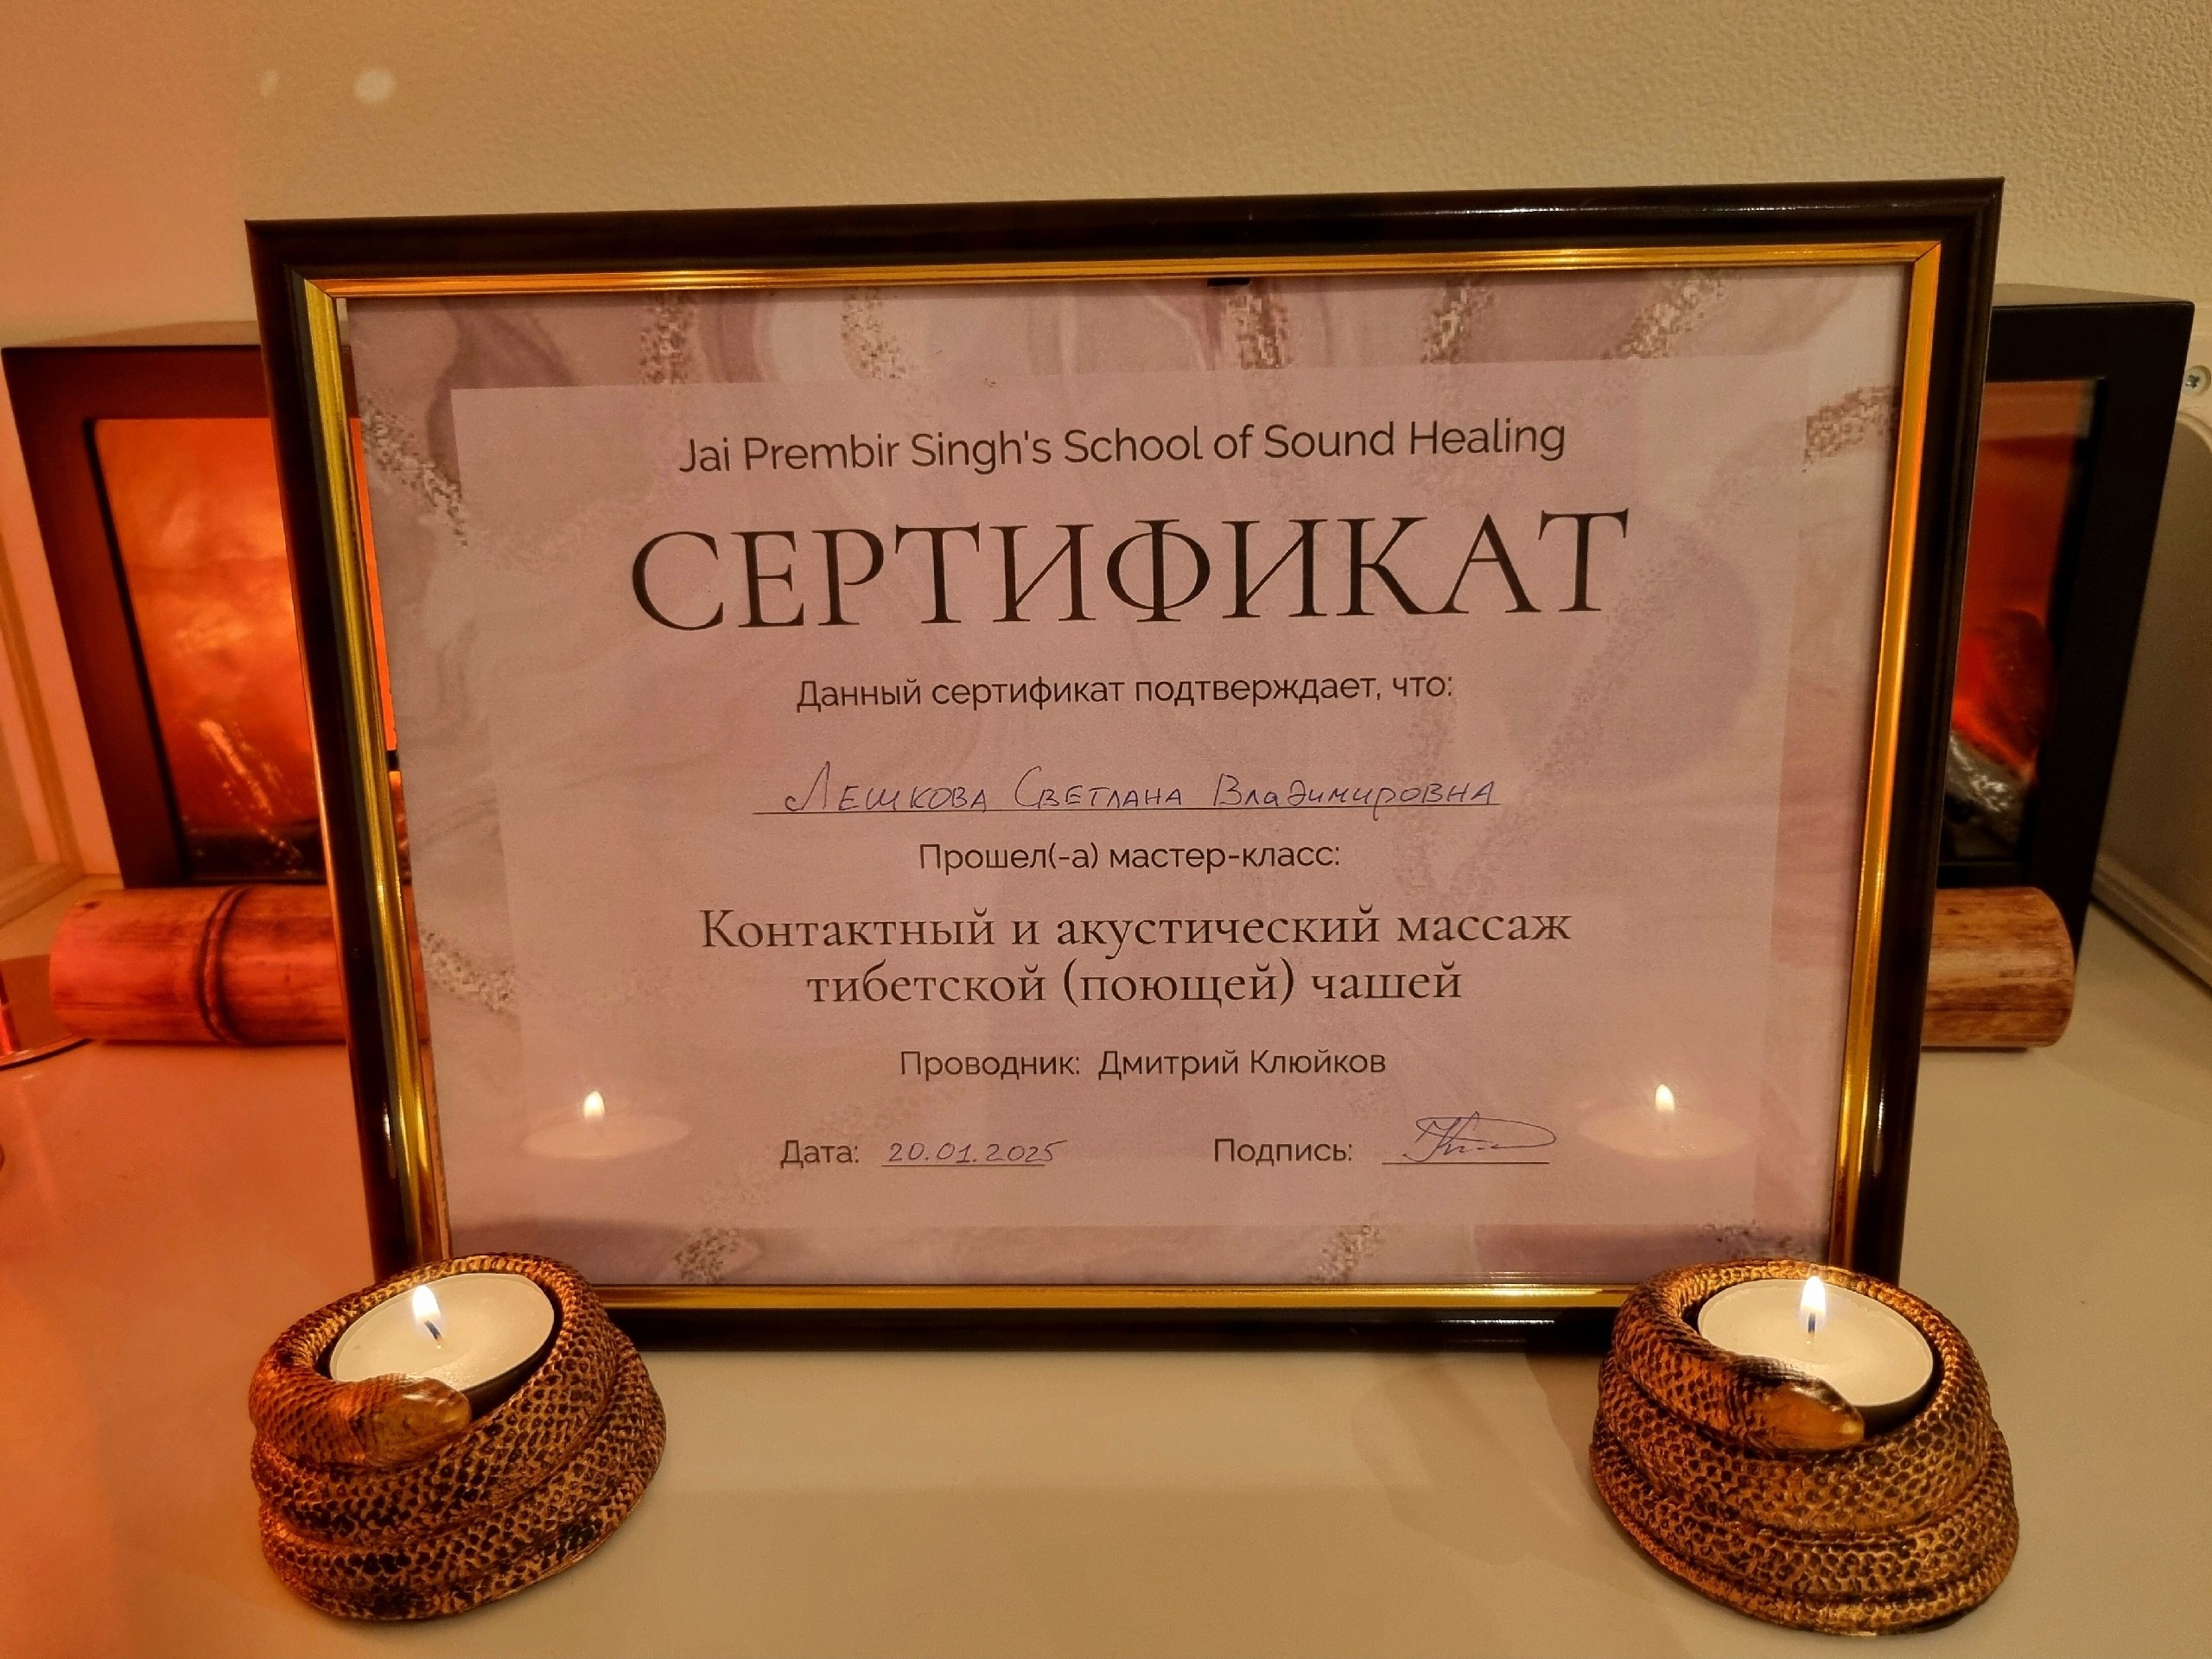 Jai Prembir Singh's School of Sound Healing
СЕРТИФИКАТ
Данный сертификат подтверждает, что:
Лешкова Светлана Владимировна
Прошел(-а) мастер-класс:
Контактный и акустический массаж
тибетской (поющей) чашей
Проводник: Дмитрий Клюйков
Дата: 20.01.2025 Подпись: